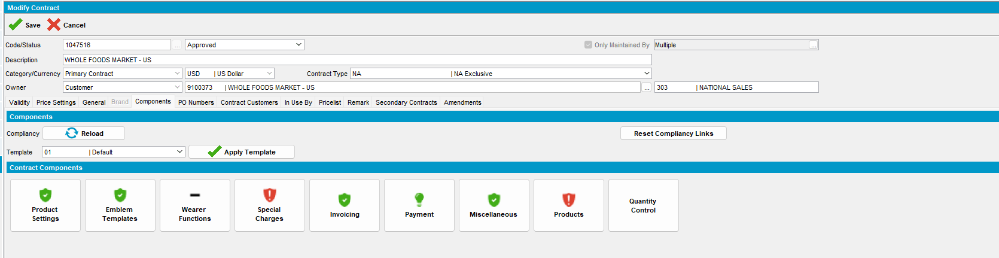 Modify Contract
Save Cancel
Code/Status 1047516 ... Approved Only Maintained By Multiple ...
Description WHOLE FOODS MARKET - US
Category/Currency Primary Contract USD | US Dollar Contract Type NA | NA Exclusive
Owner Customer 9100373 | WHOLE FOODS MARKET - US ... 303 | NATIONAL SALES
Validity Price Settings General Brand Components PO Numbers Contract Customers In Use By Pricelist Remark Secondary Contracts Amendments
Components
Compliancy Reload Reset Compliancy Links
Template 01 | Default Apply Template
Contract Components
Product Settings
Emblem Templates
Wearer Functions
Special Charges
Invoicing
Payment
Miscellaneous
Products
Quantity Control